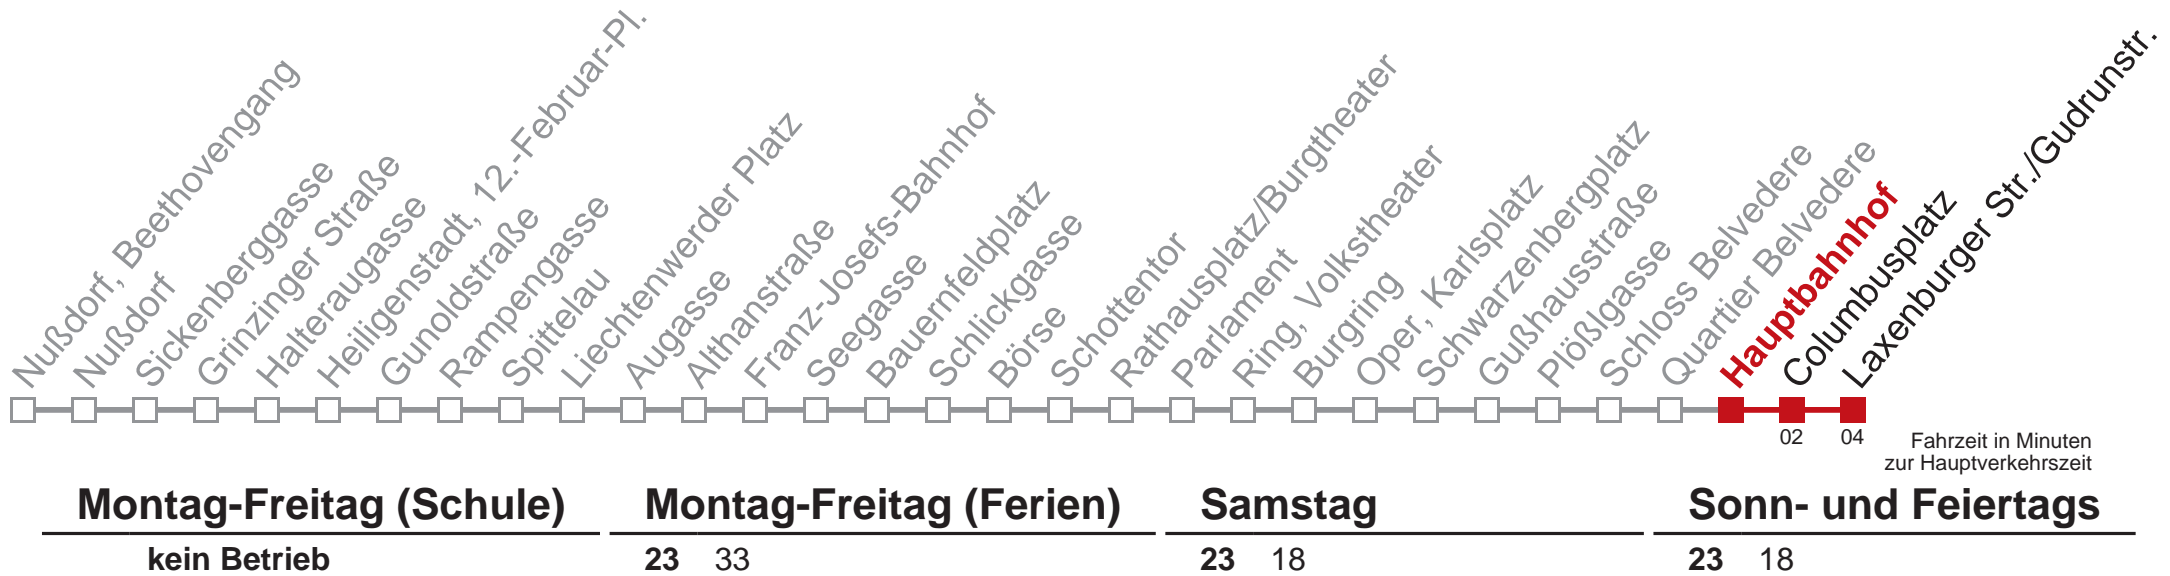 Nußdorf, Beethovengang
Nußdorf
Sickenberggasse
Grinzinger Straße
Halteraugasse
Heiligenstadt, 12.-Februar-Pl.
Gunoldstraße
Rampengasse
Spittelau
Liechtenwerder Platz
Augasse
Althanstraße
Franz-Josefs-Bahnhof
Seegasse
Bauernfeldplatz
Schlickgasse
Börse
Schottentor
Rathausplatz/Burgtheater
Parlament
Ring, Volkstheater
Burgring
Oper, Karlsplatz
Schwarzenbergplatz
Gußhausstraße
Plößlgasse
Schloss Belvedere
Quartier Belvedere
Hauptbahnhof
Columbusplatz
Laxenburger Str./Gudrunstr.
02 04
Fahrzeit in Minuten
zur Hauptverkehrszeit
Montag-Freitag (Schule) Montag-Freitag (Ferien) Samstag Sonn- und Feiertags
kein Betrieb 23 33 23 18 23 18